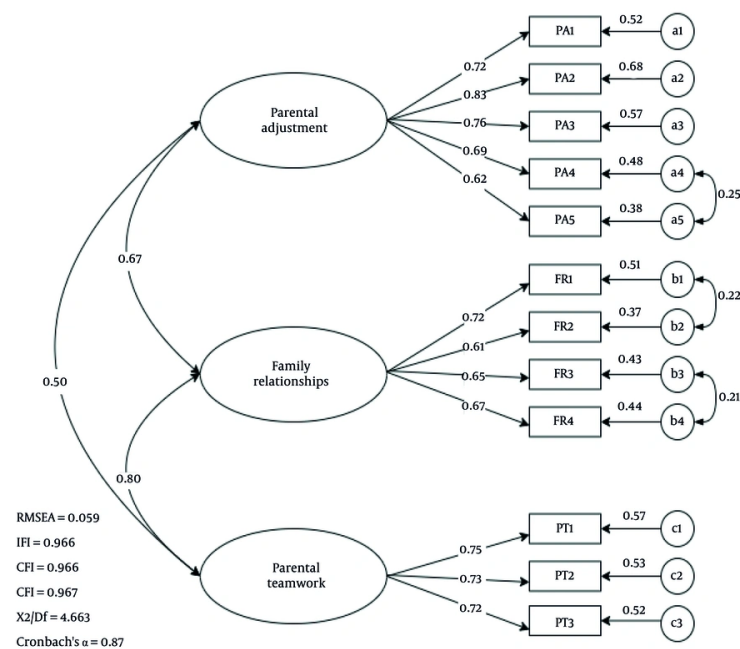 PA1
0.52
a1
0.72
PA2
0.68
a2
0.83
Parental
adjustment
PA3
0.57
a3
0.76
PA4
0.48
a4
0.69
0.25
PA5
0.38
a5
0.62
0.67
FR1
0.51
b1
0.72
0.22
FR2
0.37
b2
0.61
Family
relationships
FR3
0.43
b3
0.65
0.21
FR4
0.44
b4
0.67
0.50
0.80
PT1
0.57
c1
0.75
Parental
teamwork
PT2
0.53
c2
0.73
PT3
0.52
c3
0.72
RMSEA = 0.059
IFI = 0.966
CFI = 0.966
CFI = 0.967
X2/Df = 4.663
Cronbach's α = 0.87